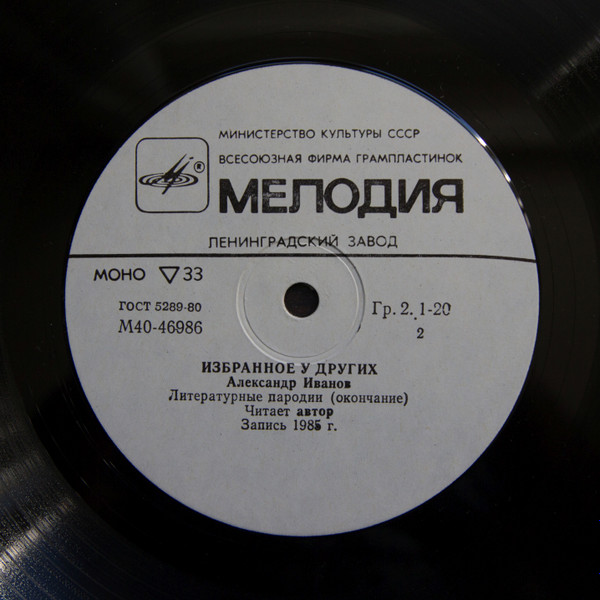 МИНИСТЕРСТВО КУЛЬТУРЫ СССР
ВСЕСОЮЗНАЯ ФИРМА ГРАМПЛАСТИНОК
®
МЕЛОДИЯ
ЛЕНИНГРАДСКИЙ ЗАВОД
МОНО ▽ 33
ГОСТ 5289-80
М40-46986
Гр. 2. 1-20
2
ИЗБРАННОЕ У ДРУГИХ
Александр Иванов
Литературные пародии (окончание)
Читает автор
Запись 1985 г.